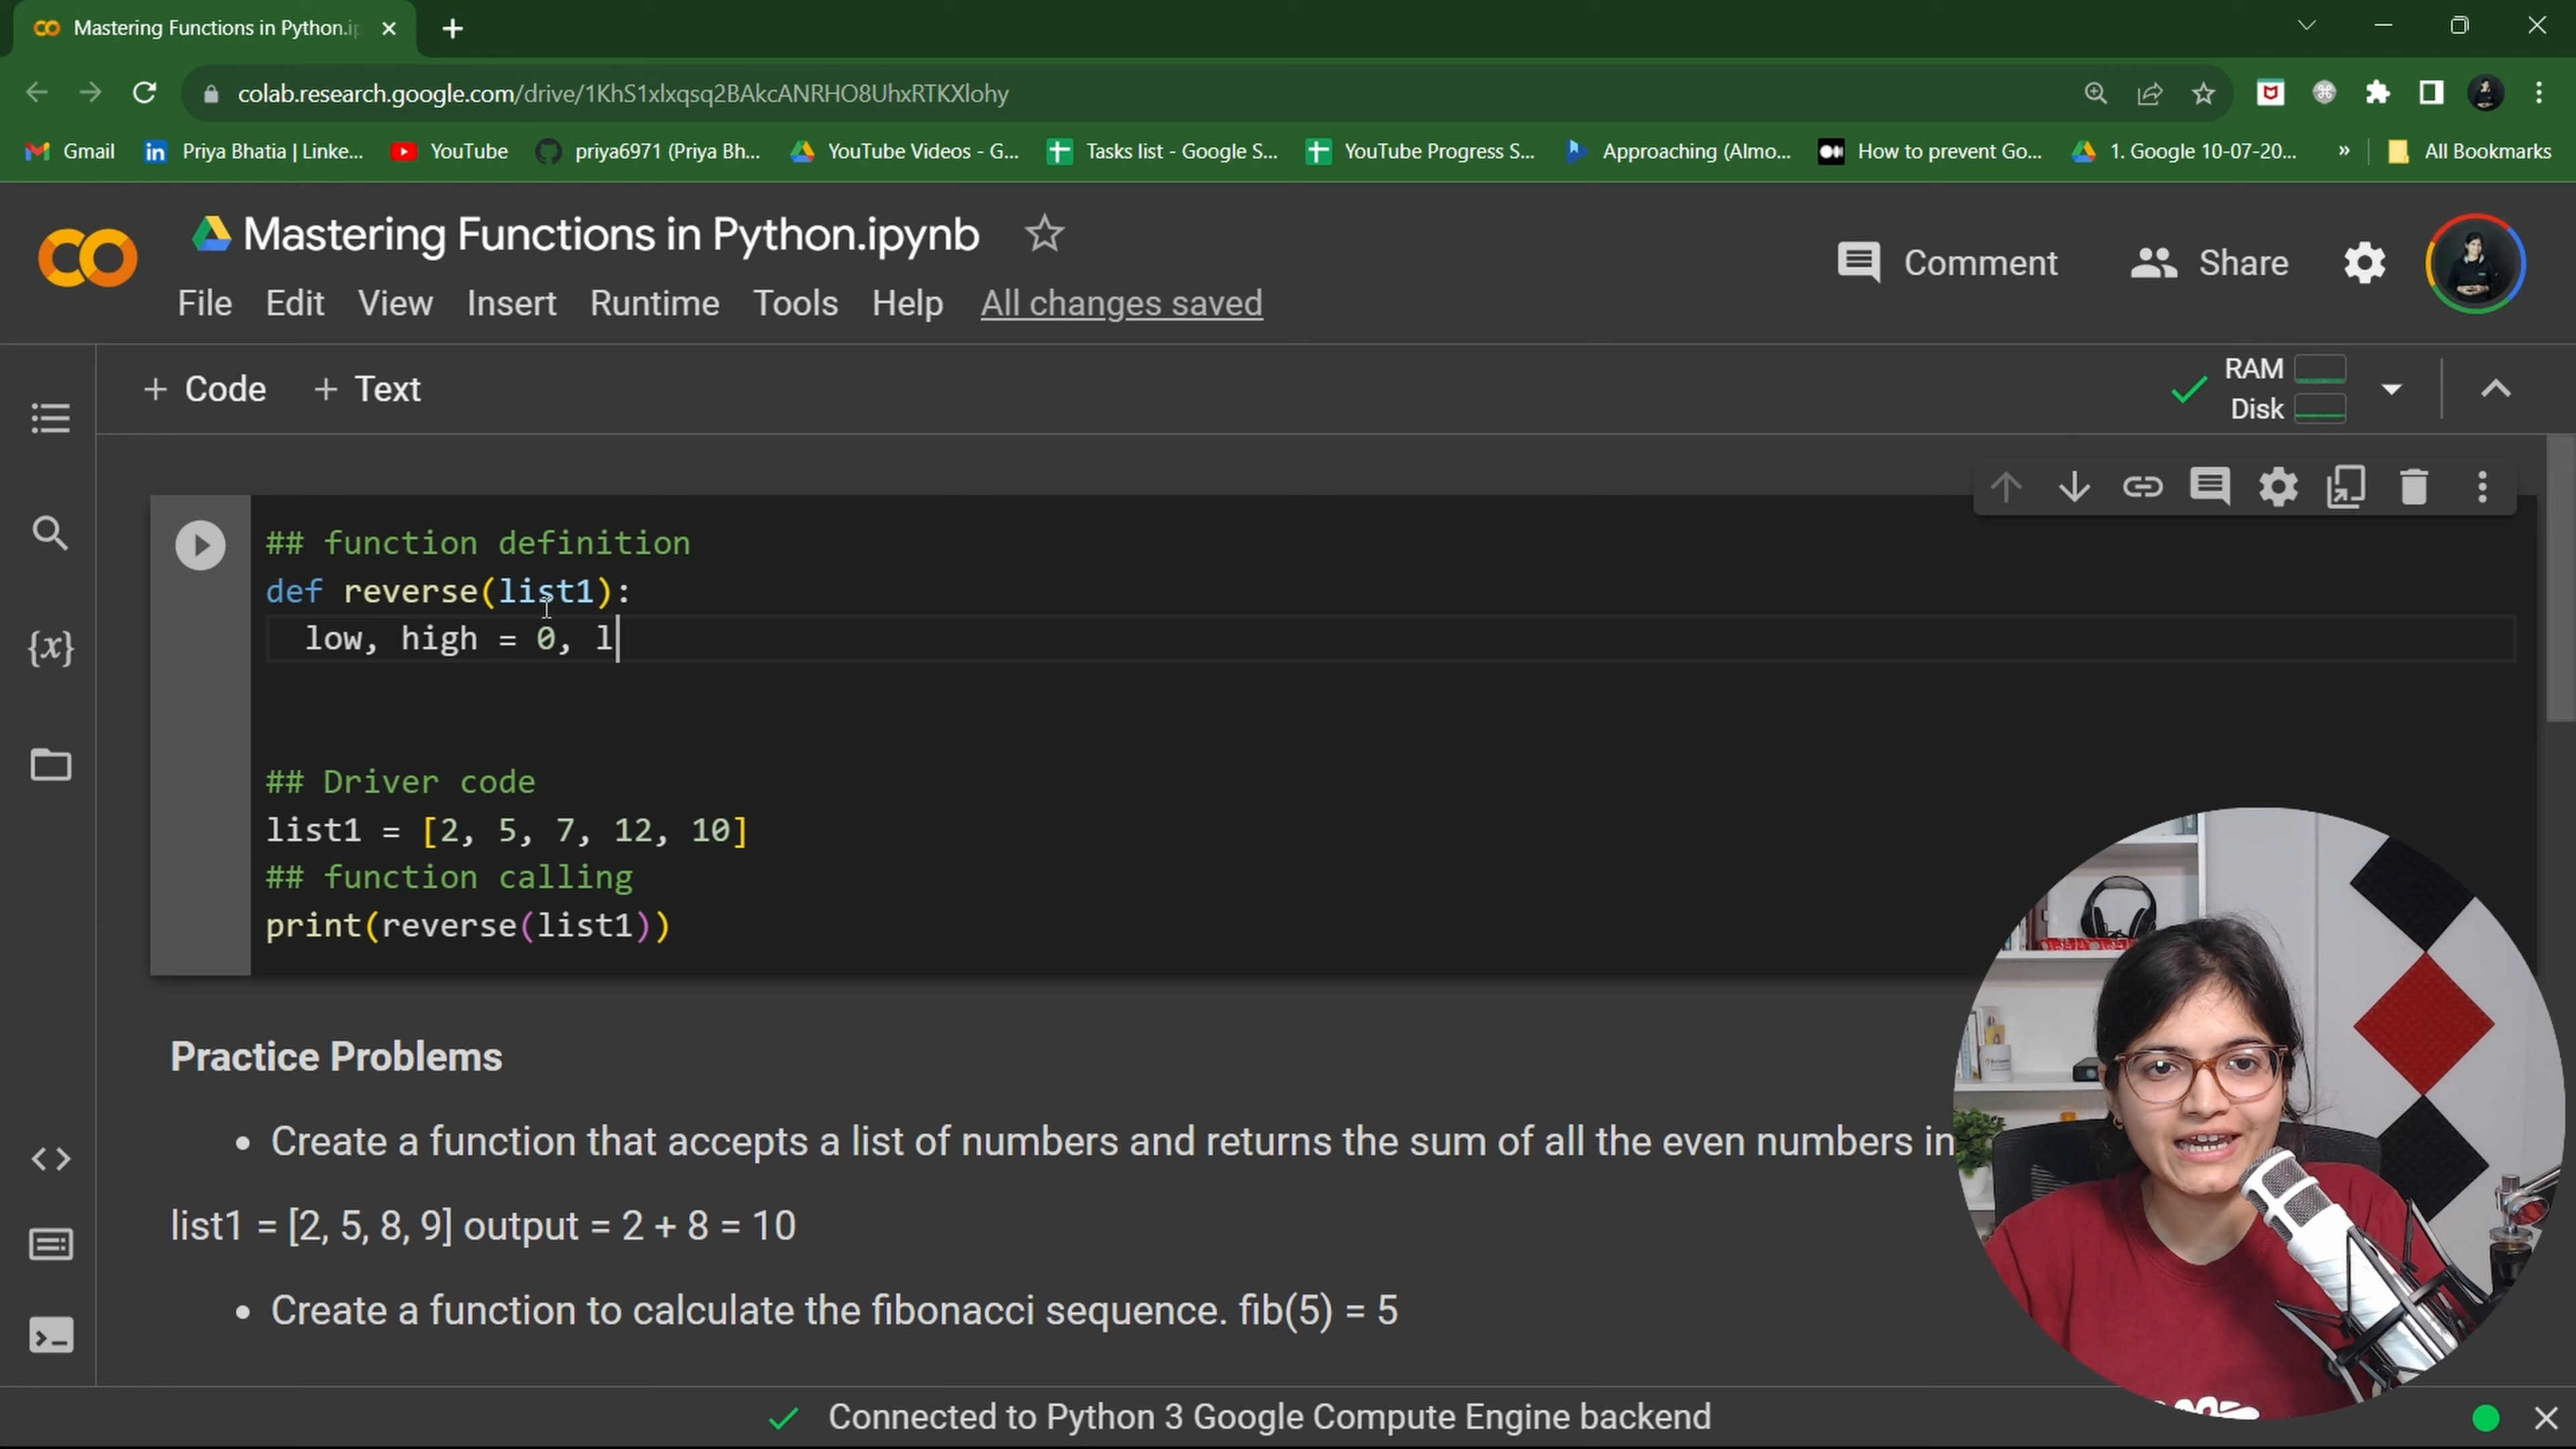 Mastering Functions in Python.ip
colab.research.google.com/drive/1KhS1xlxqsq2BAkcANRHO8UhxRTKXlohy
Gmail
Priya Bhatia | Linke...
YouTube
priya6971 (Priya Bh...
YouTube Videos - G...
Tasks list - Google S...
YouTube Progress S...
Approaching (Almo...
How to prevent Go...
1. Google 10-07-20...
»
All Bookmarks
Mastering Functions in Python.ipynb
File Edit View Insert Runtime Tools Help All changes saved
Comment
Share
+ Code + Text
RAM
Disk
## function definition
def reverse(list1):
low, high = 0, l
## Driver code
list1 = [2, 5, 7, 12, 10]
## function calling
print(reverse(list1))
Practice Problems
• Create a function that accepts a list of numbers and returns the sum of all the even numbers in
list1 = [2, 5, 8, 9] output = 2 + 8 = 10
• Create a function to calculate the fibonacci sequence. fib(5) = 5
Connected to Python 3 Google Compute Engine backend